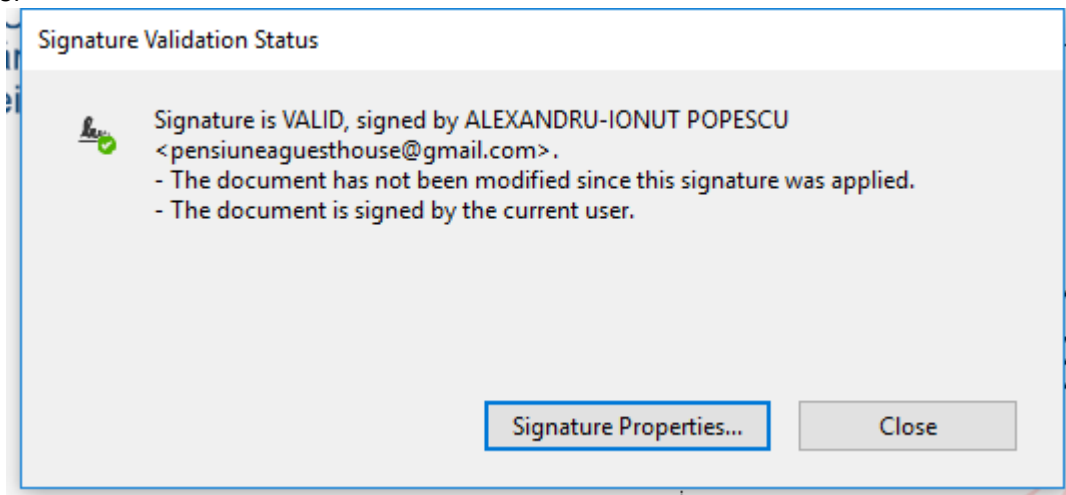 Signature Validation Status
Signature is VALID, signed by ALEXANDRU-IONUT POPESCU
<pensiuneaguesthouse@gmail.com>.
- The document has not been modified since this signature was applied.
- The document is signed by the current user.
Signature Properties...
Close